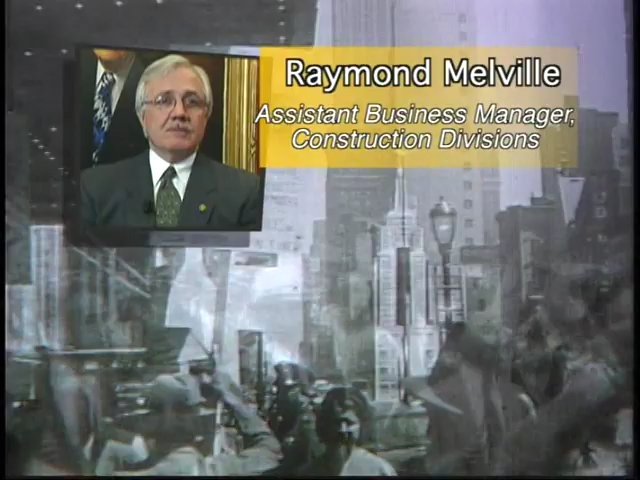 Raymond Melville
Assistant Business Manager,
Construction Divisions